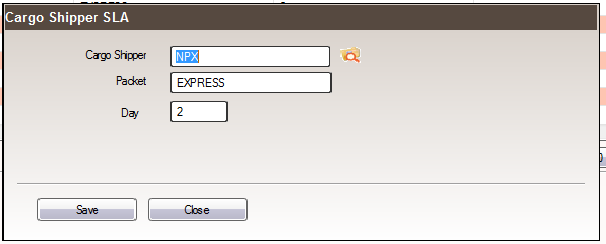 Cargo Shipper SLA
Cargo Shipper NPX
Packet EXPRESS
Day 2
Save Close